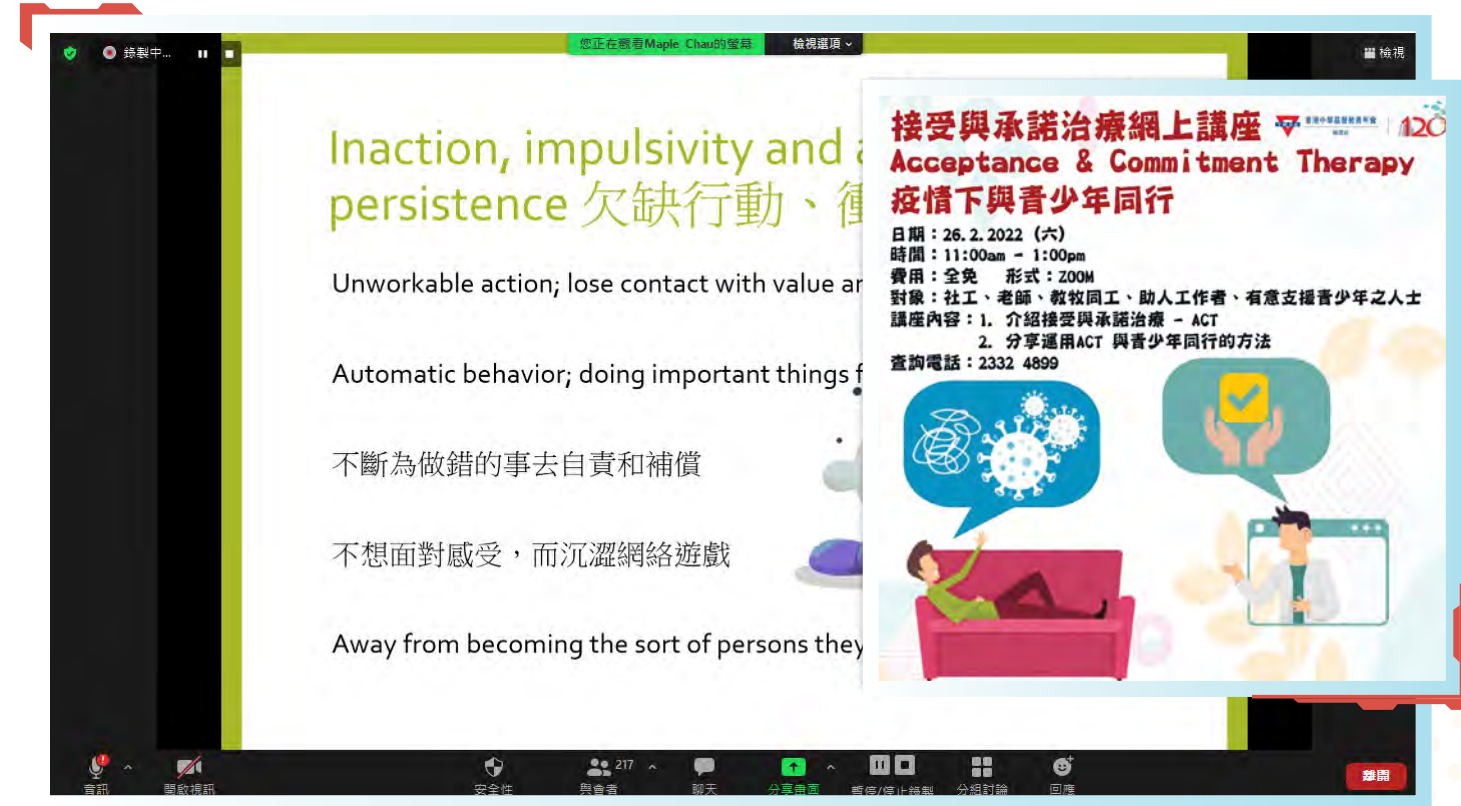 錄製中...
您正在觀看Maple Chau的螢幕
檢視選項
檢視
Inaction, impulsivity and
persistence 欠缺行動、衝
Unworkable action; lose contact with value
Automatic behavior; doing important things
不斷為做錯的事去自責和補償
不想面對感受，而沉溺網絡遊戲
Away from becoming the sort of persons they
接受與承諾治療網上講座
香港中華基督教青年會
120
Acceptance & Commitment Therapy
疫情下與青少年同行
日期：26.2.2022 (六)
時間：11:00am - 1:00pm
費用：全免 形式：ZOOM
對象：社工、老師、教牧同工、助人工作者、有意支援青少年之人士
講座內容：1. 介紹接受與承諾治療 - ACT
2. 分享運用ACT 與青少年同行的方法
查詢電話：2332 4899
音訊
開啟視訊
安全性
217
與會者
聊天
分享畫面
暫停/停止錄製
分組討論
回應
離開